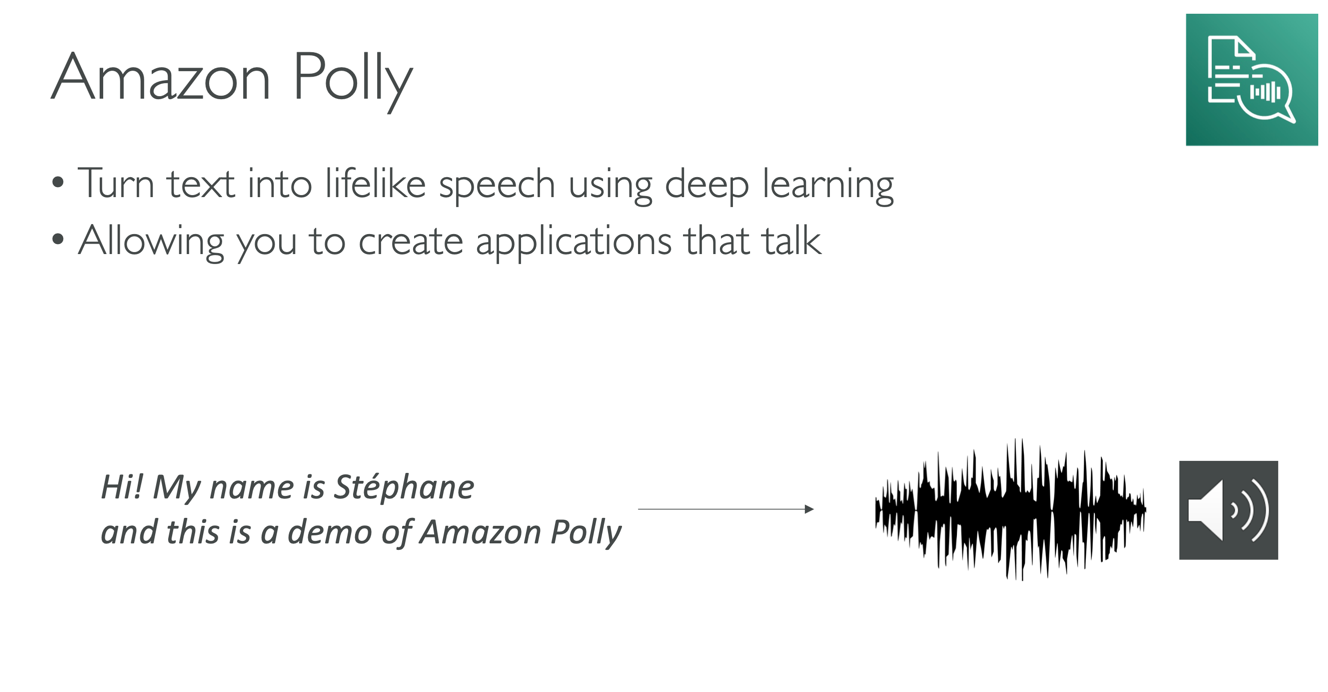 Amazon Polly
• Turn text into lifelike speech using deep learning
• Allowing you to create applications that talk
Hi! My name is Stéphane
and this is a demo of Amazon Polly